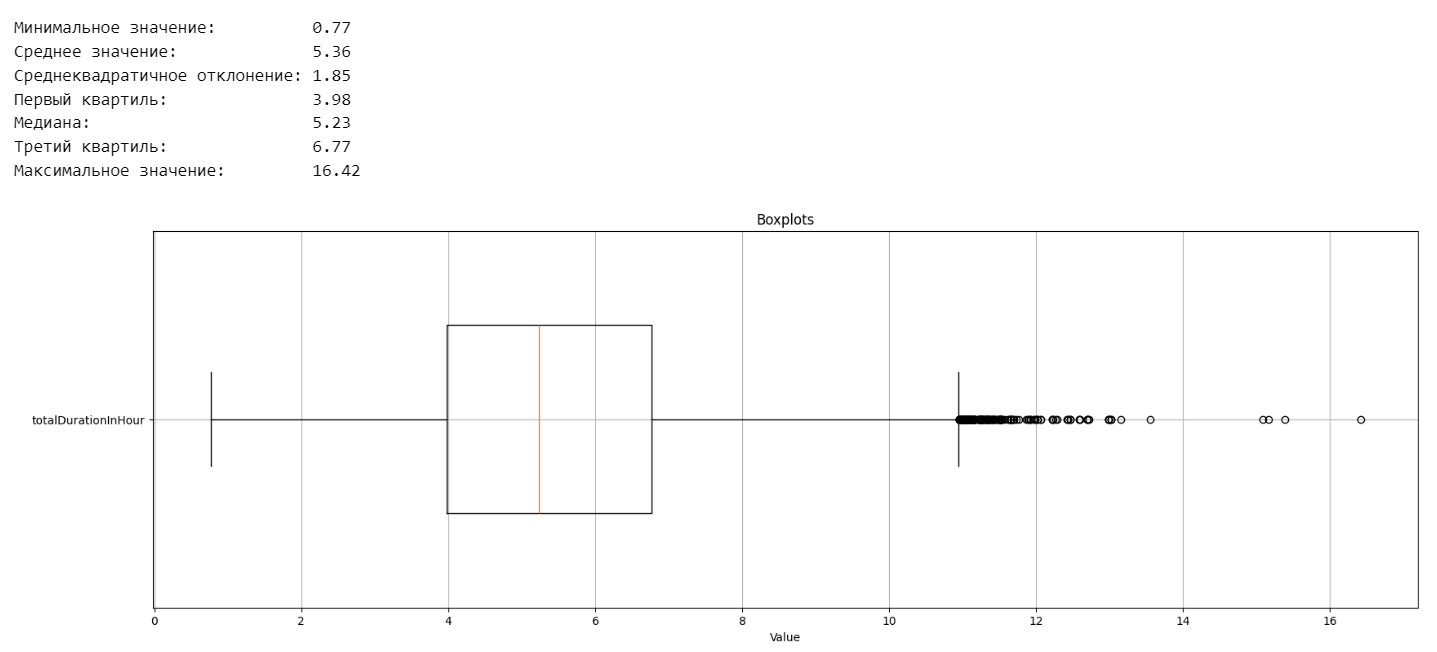 Минимальное значение: 0.77
Среднее значение: 5.36
Среднеквадратичное отклонение: 1.85
Первый квартиль: 3.98
Медиана: 5.23
Третий квартиль: 6.77
Максимальное значение: 16.42
Boxplots
totalDurationInHour
0 2 4 6 8 10 12 14 16
Value